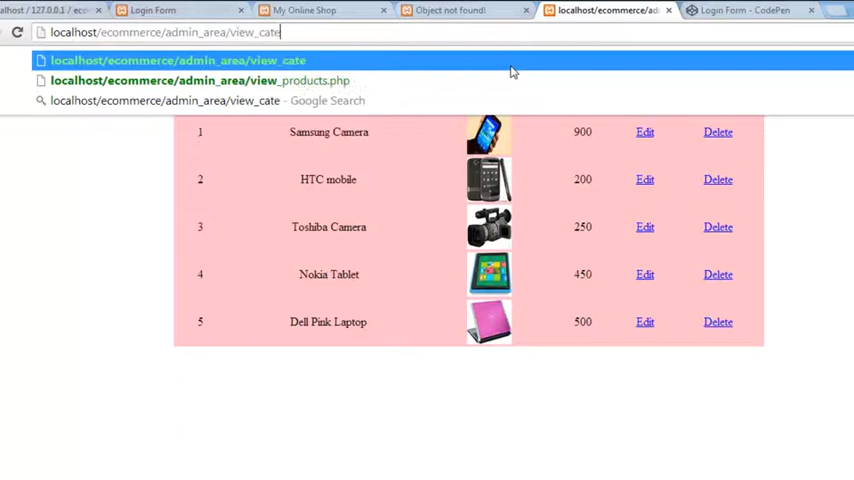 lhost / 127.0.0.1 / ec
Login Form
My Online Shop
Object not found!
localhost/ecommerce/ad
Login Form - CodePen
localhost/ecommerce/admin_area/view_cate
localhost/ecommerce/admin_area/view_cate
localhost/ecommerce/admin_area/view_products.php
localhost/ecommerce/admin_area/view_cate - Google Search
1 Samsung Camera 900 Edit Delete
2 HTC mobile 200 Edit Delete
3 Toshiba Camera 250 Edit Delete
4 Nokia Tablet 450 Edit Delete
5 Dell Pink Laptop 500 Edit Delete